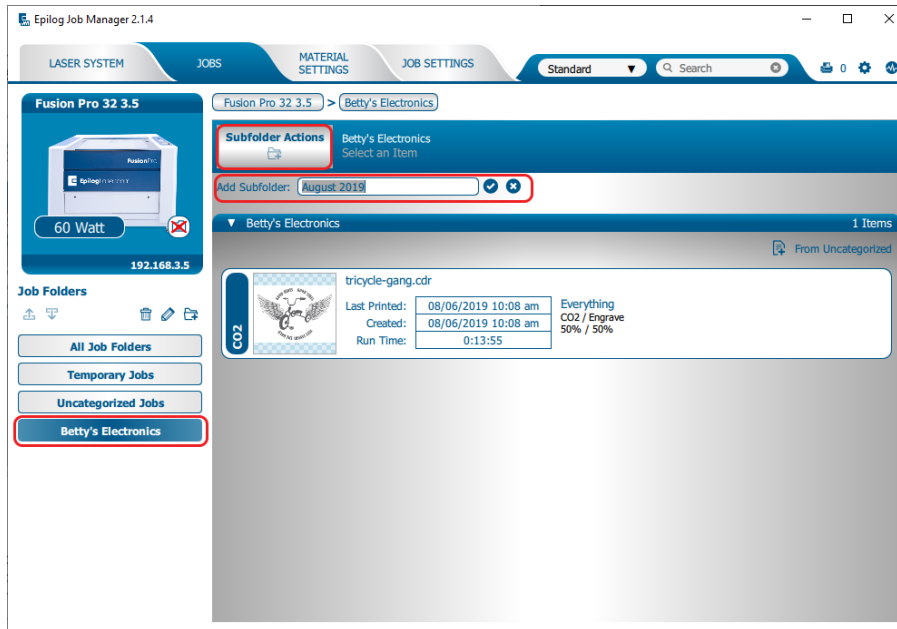 Epilog Job Manager 2.1.4
LASER SYSTEM
JOBS
MATERIAL
SETTINGS
JOB SETTINGS
Standard
Search
0
Fusion Pro 32 3.5
FusionPro
Epilog
60 Watt
192.168.3.5
Job Folders
All Job Folders
Temporary Jobs
Uncategorized Jobs
Betty's Electronics
Fusion Pro 32 3.5 > Betty's Electronics
Subfolder Actions
Betty's Electronics
Select an Item
Add Subfolder: August 2019
Betty's Electronics
1 Items
From Uncategorized
CO2
tricycle-gang.cdr
Last Printed: 08/06/2019 10:08 am
Created: 08/06/2019 10:08 am
Run Time: 0:13:55
Everything
CO2 / Engrave
50% / 50%